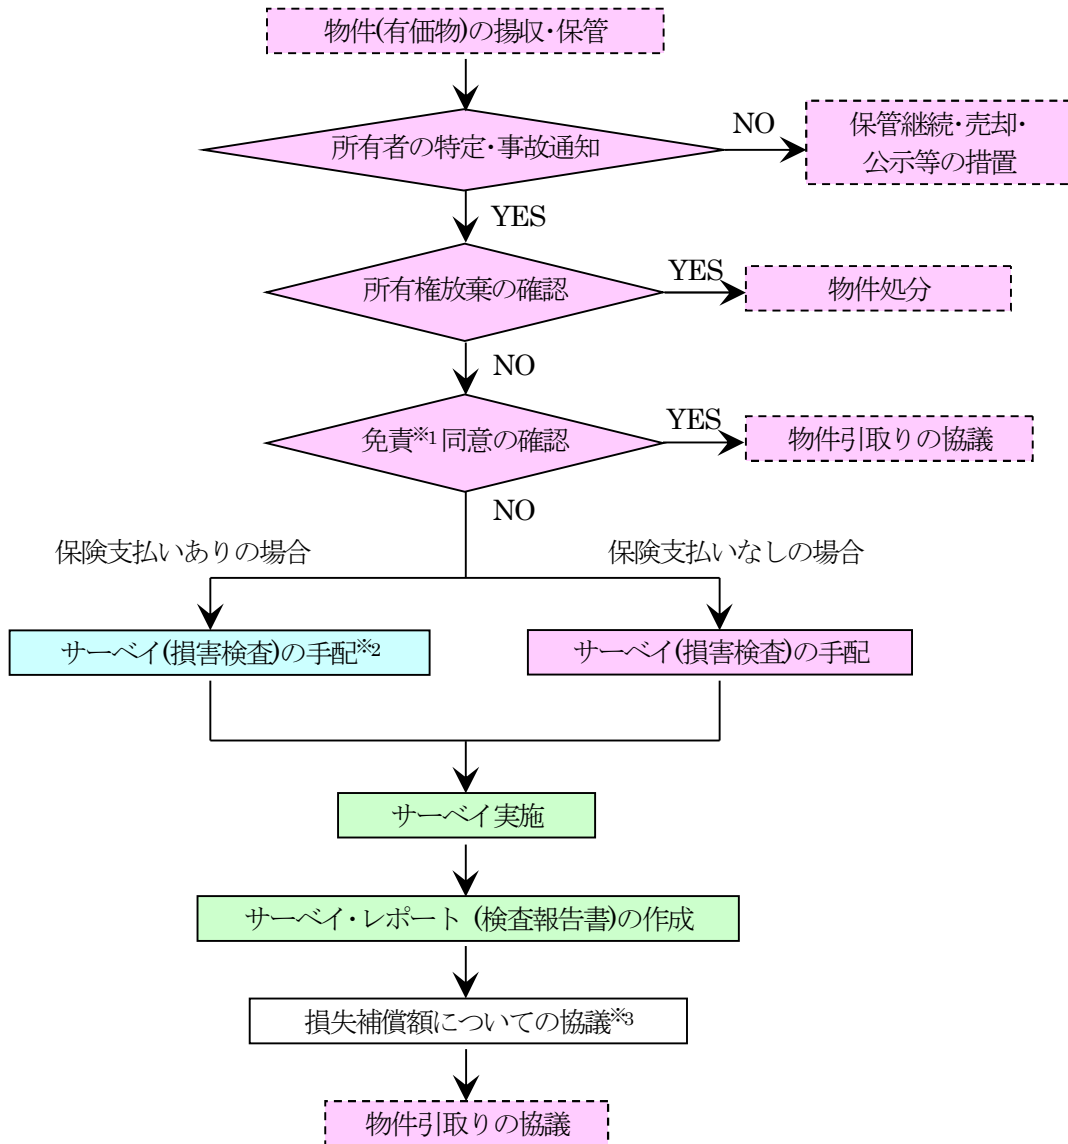 物件(有価物)の揚収･保管
所有者の特定･事故通知
NO
保管継続･売却･
公示等の措置
YES
所有権放棄の確認
YES
物件処分
NO
免責※1同意の確認
YES
物件引取りの協議
NO
保険支払いありの場合
保険支払いなしの場合
サーベイ(損害検査)の手配※2
サーベイ(損害検査)の手配
サーベイ実施
サーベイ･レポート (検査報告書)の作成
損失補償額についての協議※3
物件引取りの協議